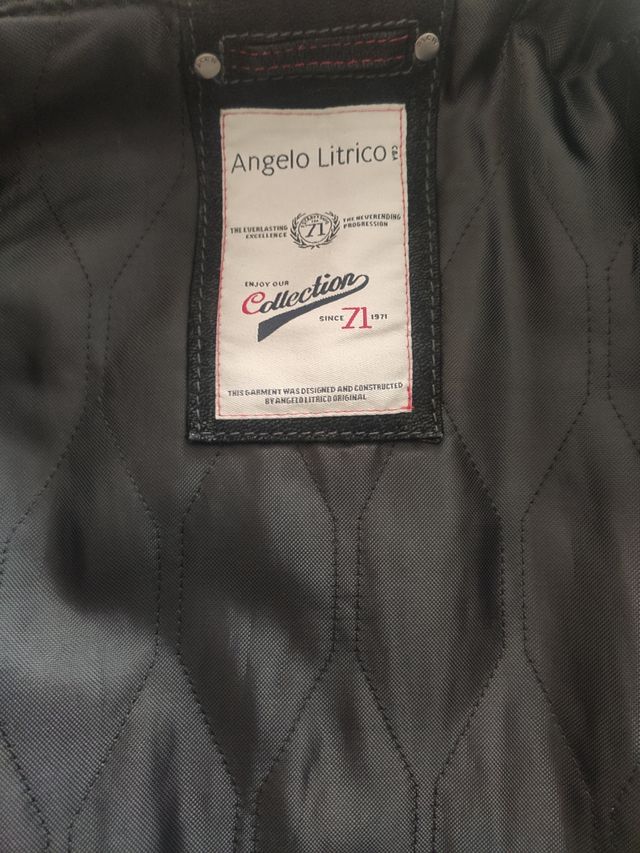 Angelo Litrico C&A
THE EVERLASTING
EXCELLENCE
71
THE NEVERENDING
PROGRESSION
ENJOY OUR
Collection
SINCE 71 1971
THIS GARMENT WAS DESIGNED AND CONSTRUCTED
BY ANGELO LITRICO ORIGINAL